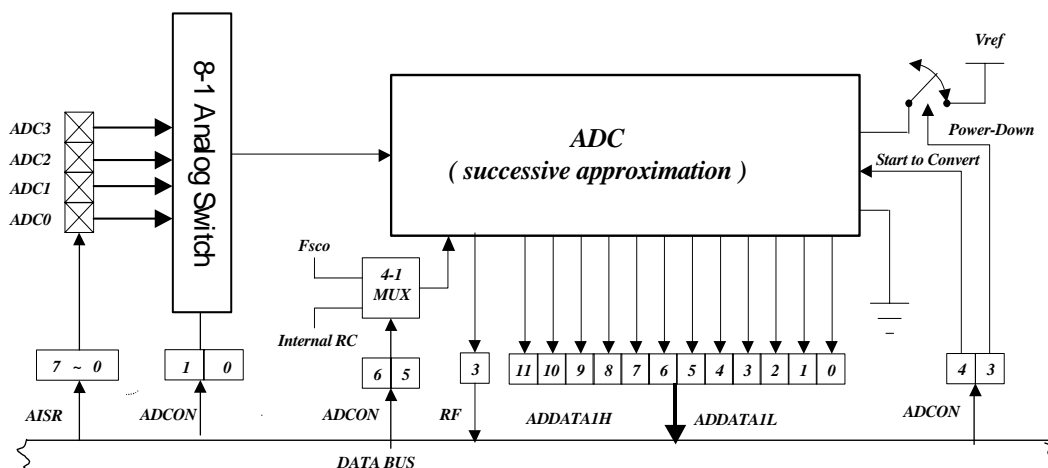 Vref
8-1 Analog Switch
ADC3
ADC2
ADC1
ADC0
ADC
( successive approximation )
Power-Down
Start to Convert
Fsco
4-1
MUX
Internal RC
7 ~ 0
1 0
6 5
3
11 10 9 8 7 6 5 4 3 2 1 0
4 3
AISR
ADCON
ADCON
RF
ADDATA1H
ADDATA1L
ADCON
DATA BUS